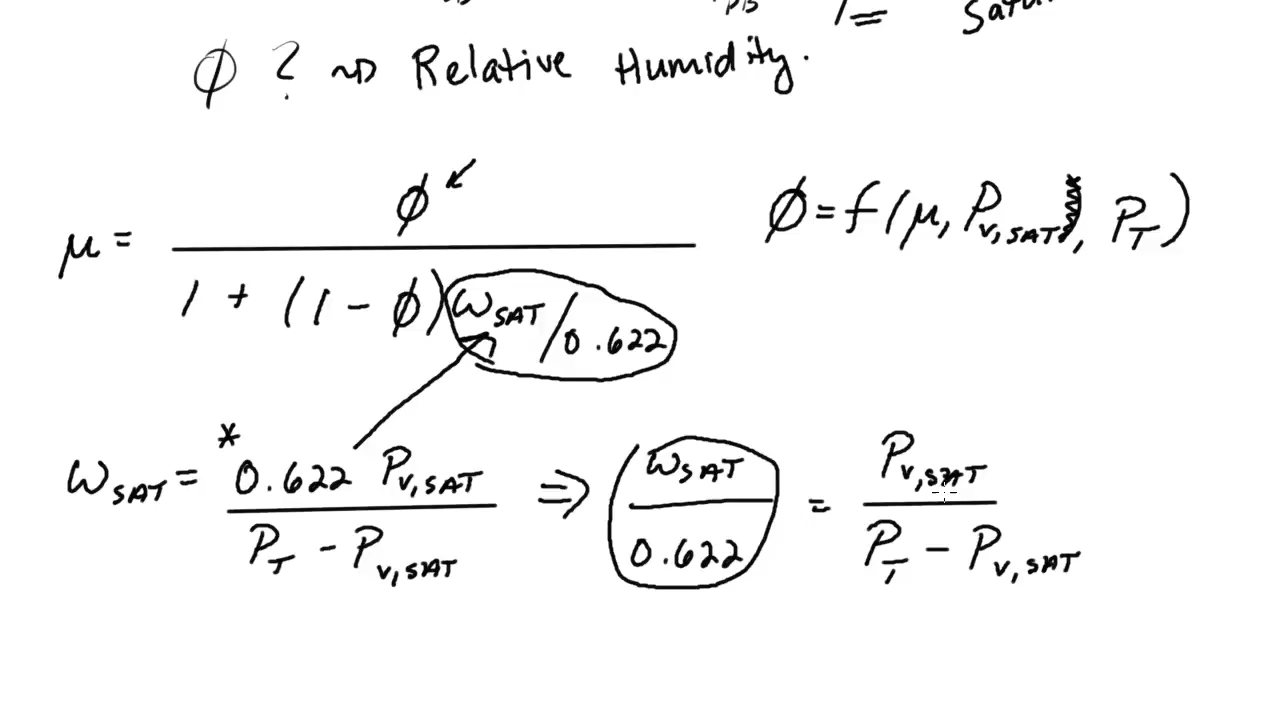 PB
φ ? ⇝ Relative Humidity.
μ = φ / 1 + (1 - φ) ω_SAT / 0.622
φ = f(μ, P_v,SAT, P_T)
ω_SAT = * 0.622 P_v,SAT / P_T - P_v,SAT ⇒ ω_SAT / 0.622 = P_v,SAT / P_T - P_v,SAT